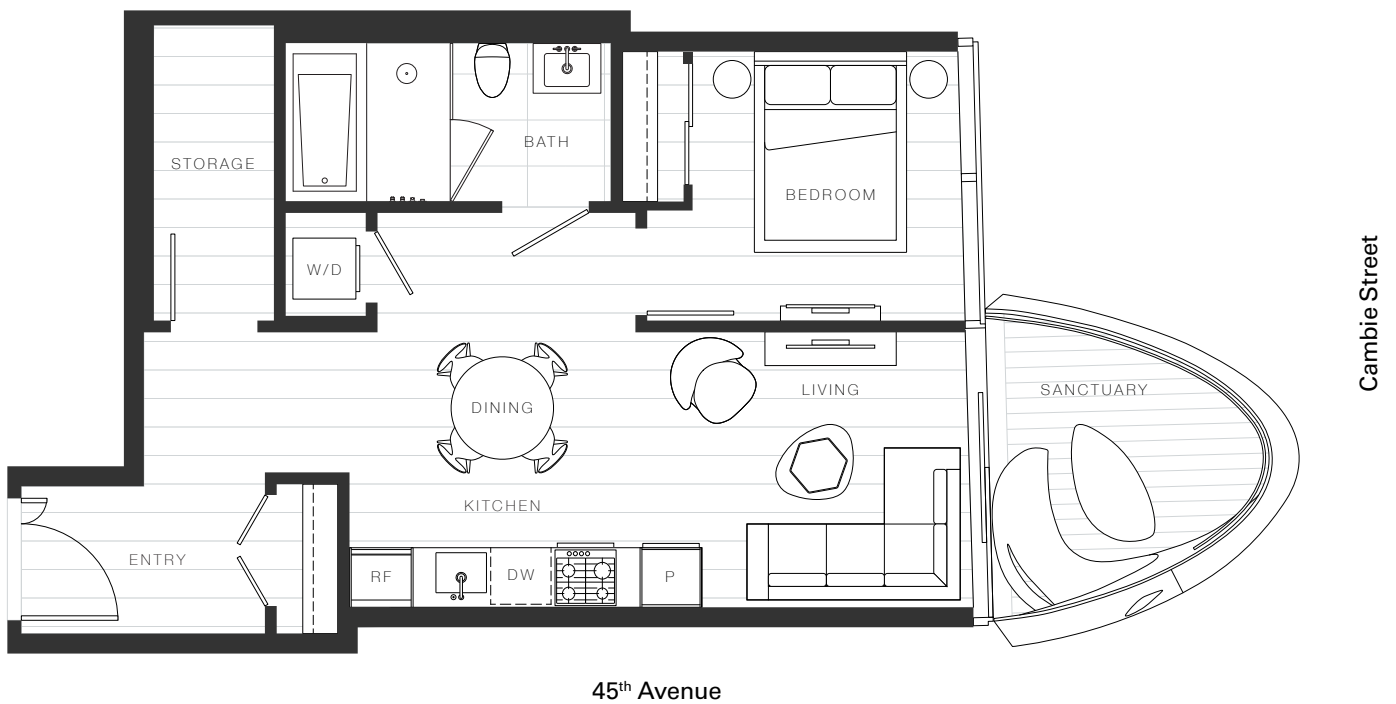 STORAGE
BATH
BEDROOM
W/D
Cambie Street
SANCTUARY
LIVING
DINING
KITCHEN
ENTRY
RF
DW
P
45th Avenue